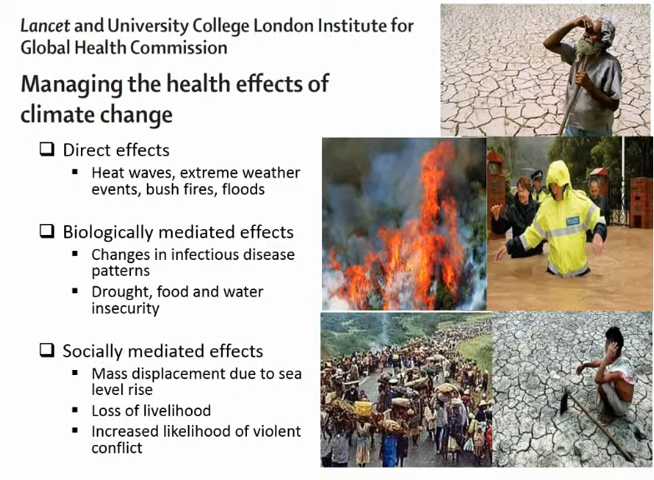 Lancet and University College London Institute for
Global Health Commission
Managing the health effects of
climate change
Direct effects
Heat waves, extreme weather
events, bush fires, floods
Biologically mediated effects
Changes in infectious disease
patterns
Drought, food and water
insecurity
Socially mediated effects
Mass displacement due to sea
level rise
Loss of livelihood
Increased likelihood of violent
conflict